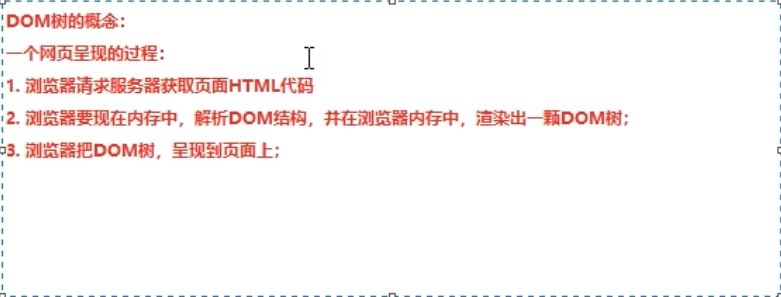 DOM树的概念：
一个网页呈现的过程：
1. 浏览器请求服务器获取页面HTML代码
2. 浏览器要现在内存中，解析DOM结构，并在浏览器内存中，渲染出一颗DOM树；
3. 浏览器把DOM树，呈现到页面上；